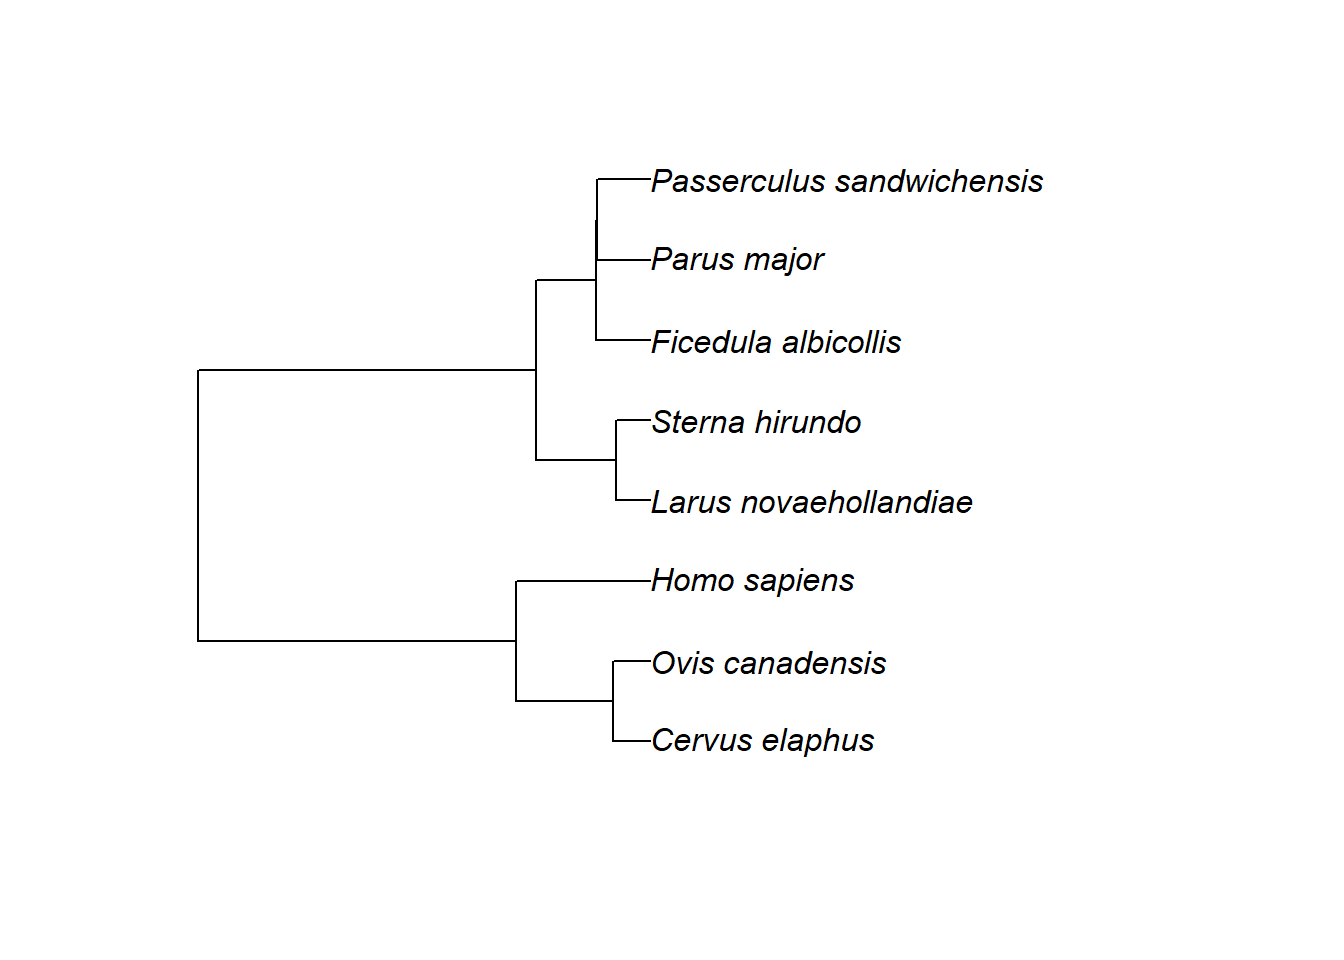 Passerculus sandwichensis
Parus major
Ficedula albicollis
Sterna hirundo
Larus novaehollandiae
Homo sapiens
Ovis canadensis
Cervus elaphus